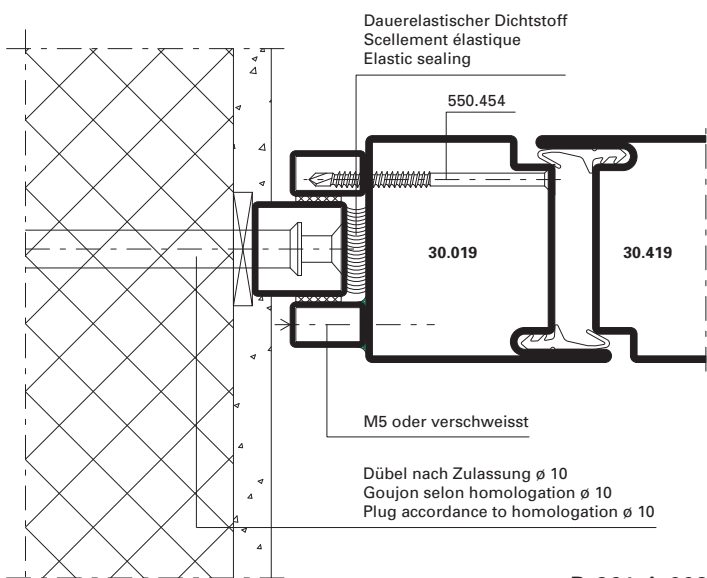 Dauerelastischer Dichtstoff
Scellement élastique
Elastic sealing
550.454
30.019
30.419
M5 oder verschweisst
Dübel nach Zulassung ø 10
Goujon selon homologation ø 10
Plug accordance to homologation ø 10